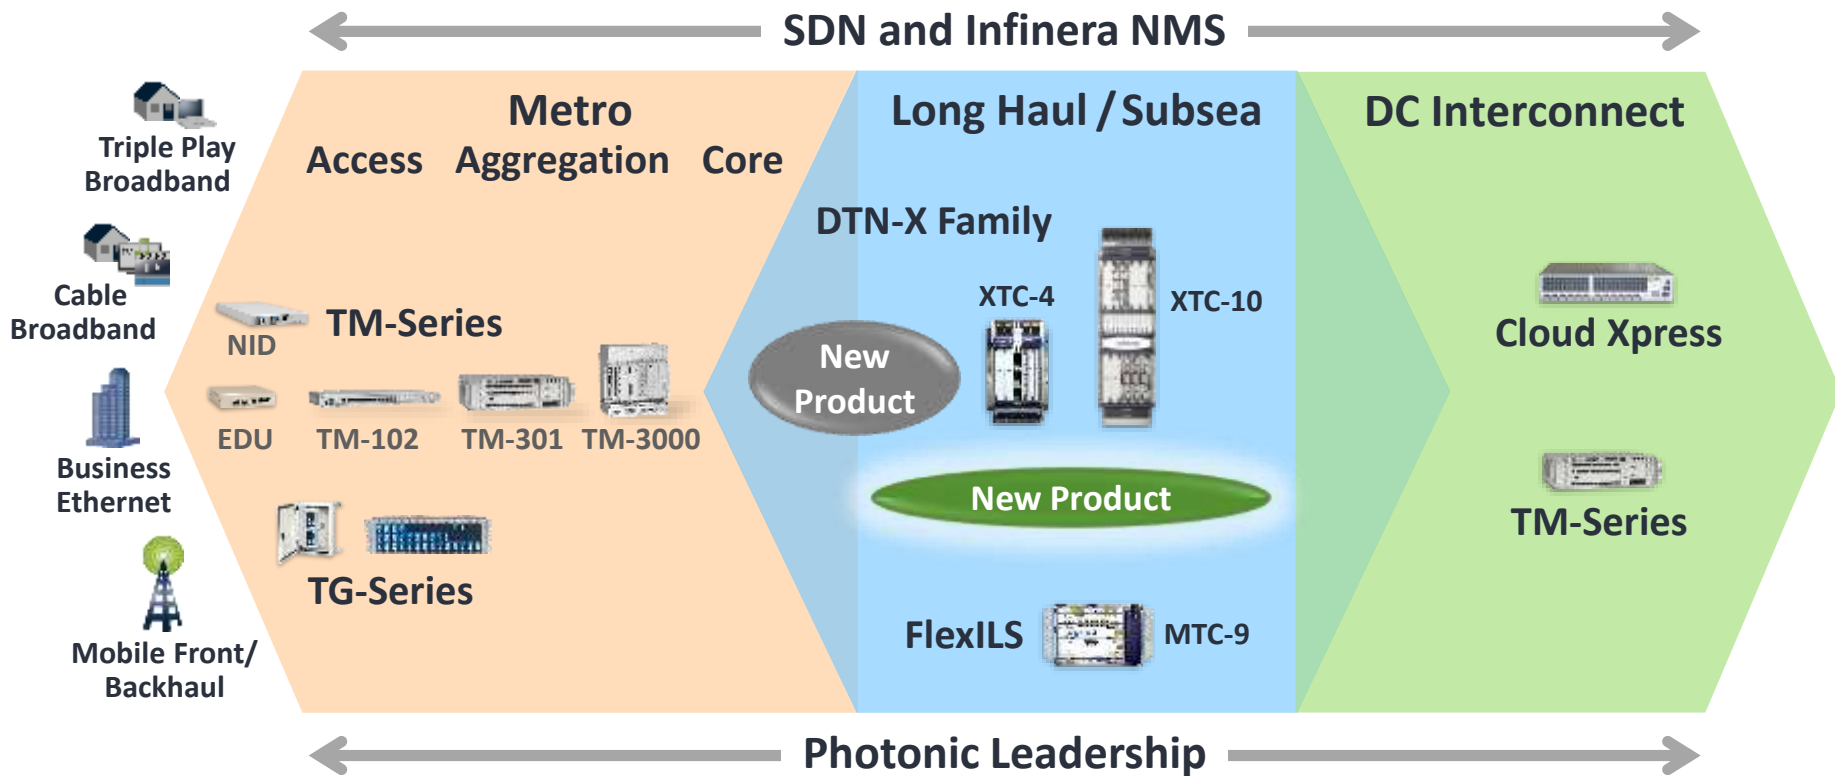 SDN and Infinera NMS
Triple Play
Broadband
Cable
Broadband
Business
Ethernet
Mobile Front/
Backhaul
Metro
Access Aggregation Core
NID
TM-Series
EDU TM-102 TM-301 TM-3000
TG-Series
Long Haul / Subsea
DTN-X Family
XTC-4
XTC-10
New
Product
New Product
FlexILS
MTC-9
DC Interconnect
Cloud Xpress
TM-Series
Photonic Leadership